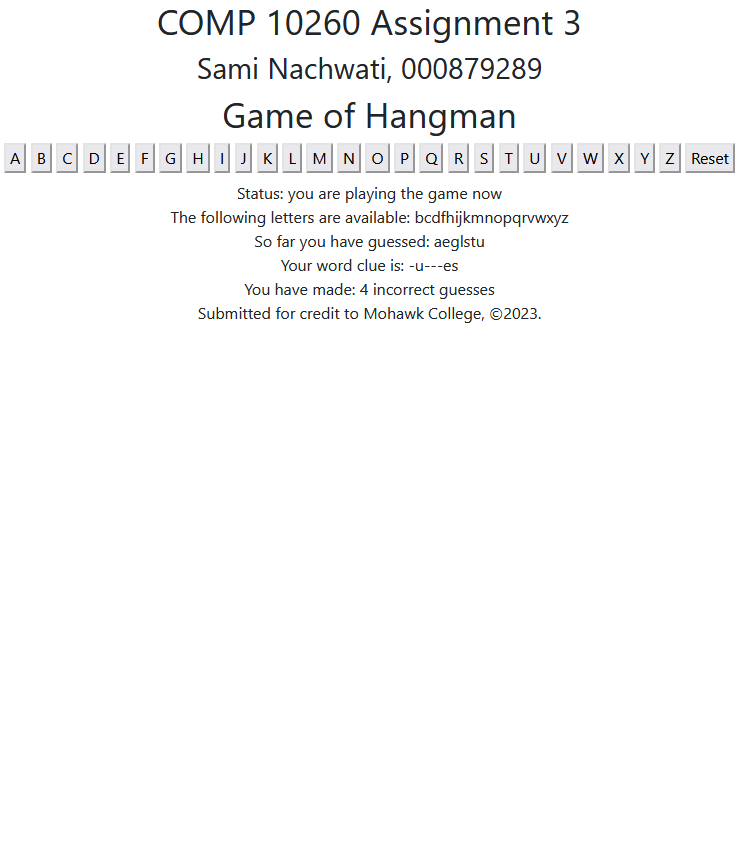 COMP 10260 Assignment 3
Sami Nachwati, 000879289
Game of Hangman
A B C D E F G H I J K L M N O P Q R S T U V W X Y Z Reset
Status: you are playing the game now
The following letters are available: bcdfhijkmnopqrvwxyz
So far you have guessed: aeglstu
Your word clue is: -u---es
You have made: 4 incorrect guesses
Submitted for credit to Mohawk College, ©2023.